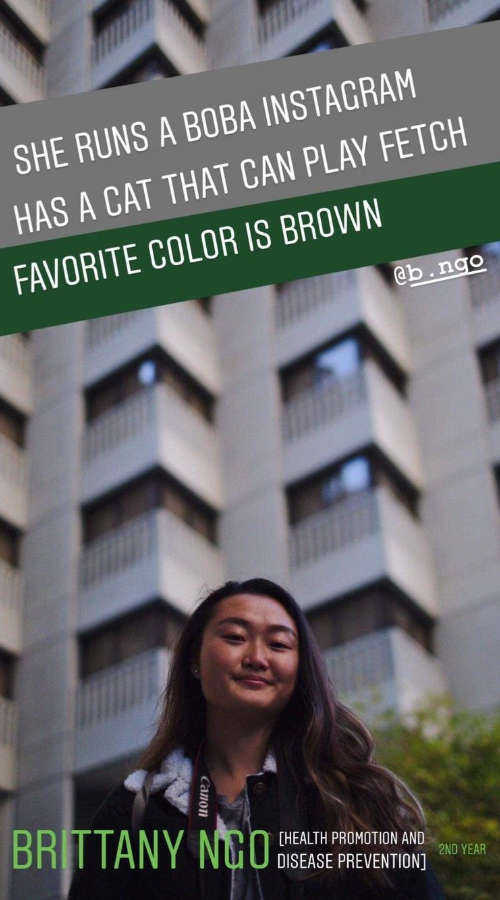 SHE RUNS A BOBA INSTAGRAM
HAS A CAT THAT CAN PLAY FETCH
FAVORITE COLOR IS BROWN
@b.ngo
Canon
BRITTANY NGO [HEALTH PROMOTION AND
DISEASE PREVENTION] 2ND YEAR